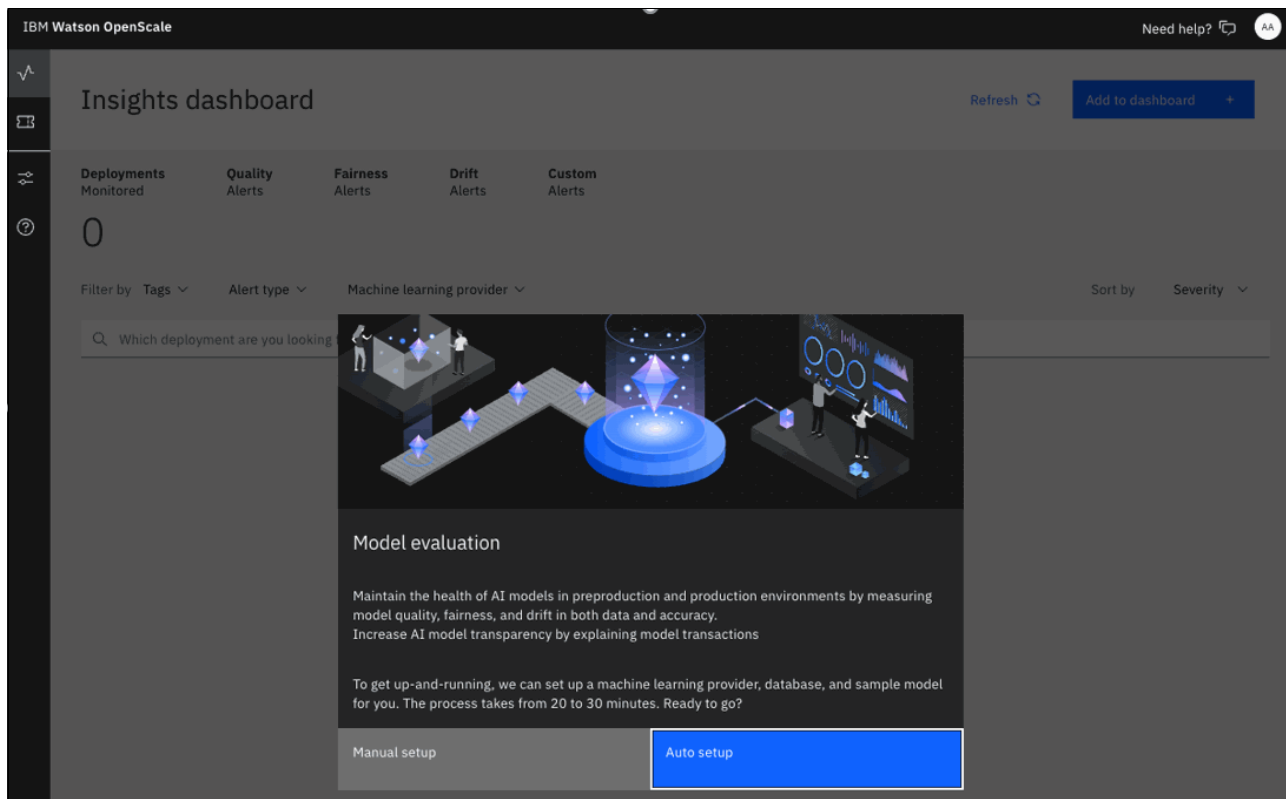 IBM Watson OpenScale
Need help?
AA
Insights dashboard
Refresh
Add to dashboard +
Deployments Quality Fairness Drift Custom
Monitored Alerts Alerts Alerts Alerts
0
Filter by Tags Alert type Machine learning provider
Sort by Severity
Which deployment are you looking
Model evaluation
Maintain the health of AI models in preproduction and production environments by measuring
model quality, fairness, and drift in both data and accuracy.
Increase AI model transparency by explaining model transactions
To get up-and-running, we can set up a machine learning provider, database, and sample model
for you. The process takes from 20 to 30 minutes. Ready to go?
Manual setup
Auto setup